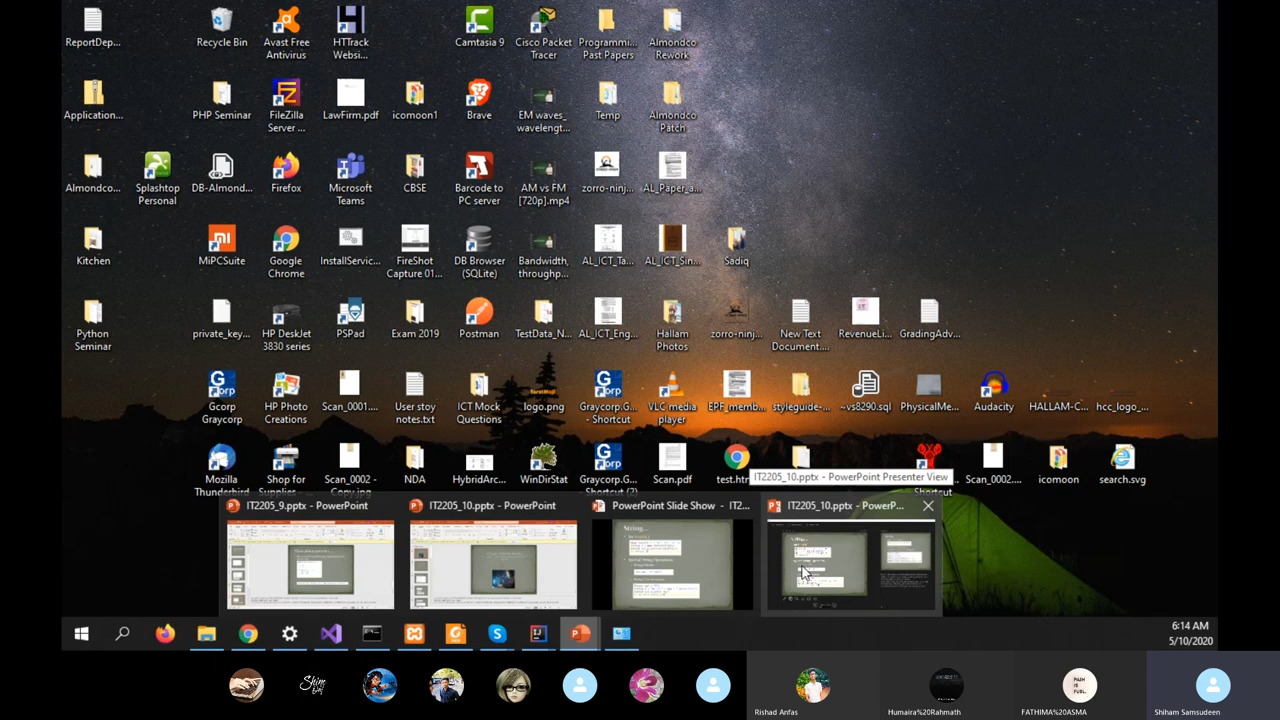 ReportDep...
Recycle Bin
Avast Free
Antivirus
HTTrack
Websi...
Camtasia 9
Cisco Packet
Tracer
Programmi...
Past Papers
Almondco
Rework
Application...
PHP Seminar
FileZilla
Server ...
LawFirm.pdf
icomoon1
Brave
EM waves_
wavelengt...
Temp
Almondco
Patch
Almondco...
Splashtop
Personal
DB-Almond...
Firefox
Microsoft
Teams
CBSE
Barcode to
PC server
AM vs FM
[720p].mp4
zorro-ninj...
AL_Paper_a...
Kitchen
MiPCSuite
Google
Chrome
InstallServic...
FireShot
Capture 01...
DB Browser
(SQLite)
Bandwidth,
throughp...
AL_ICT_Ta...
AL_ICT_Sin...
Sadiq
Python
Seminar
private_key...
HP DeskJet
3830 series
PSPad
Exam 2019
Postman
TestData_N...
AL_ICT_Eng...
Hallam
Photos
zorro-ninj...
New Text
Document....
RevenueLi...
GradingAdv...
Gcorp
Graycorp
HP Photo
Creations
Scan_0001....
User stoy
notes.txt
ICT Mock
Questions
logo.png
Graycorp.G...
- Shortcut
VLC media
player
EPF_memb...
styleguide-...
~vs8290.sql
PhysicalMe...
Audacity
HALLAM-C...
hcc_logo_...
Mozilla
Thunderbird
Shop for
Supplies - ...
Scan_0002 -
Copy.jpg
NDA
HybridArc...
WinDirStat
Graycorp.G...
- Shortcut (2)
Scan.pdf
test.htm
Shortcut
Scan_0002....
icomoon
search.svg
IT2205_10.pptx - PowerPoint Presenter View
IT2205_9.pptx - PowerPoint
IT2205_10.pptx - PowerPoint
PowerPoint Slide Show - IT2...
IT2205_10.pptx - PowerP...
String...
6:14 AM
5/10/2020
Rishad Anfas
Humaira%20Rahmath
FATHIMA%20ASMA
Shiham Samsudeen